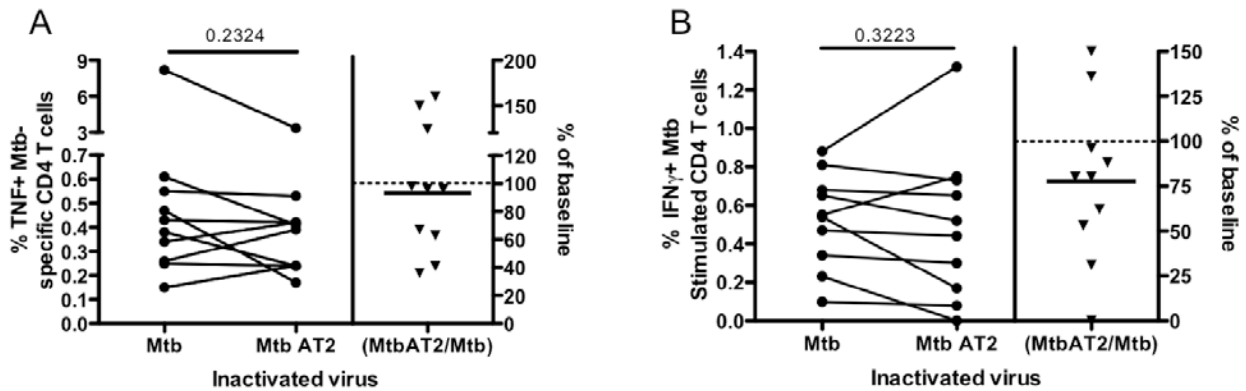 A
0.2324
% TNF+ Mtb-
specific CD4 T cells
9
6
3
0.7
0.6
0.5
0.4
0.3
0.2
0.1
0.0
200
150
120
100
80
60
40
20
0
% of baseline
Mtb
Mtb AT2
(MtbAT2/Mtb)
Inactivated virus
B
0.3223
% IFNγ+ Mtb
Stimulated CD4 T cells
1.4
1.2
1.0
0.8
0.6
0.4
0.2
0.0
150
125
100
75
50
25
0
% of baseline
Mtb
Mtb AT2
(MtbAT2/Mtb)
Inactivated virus